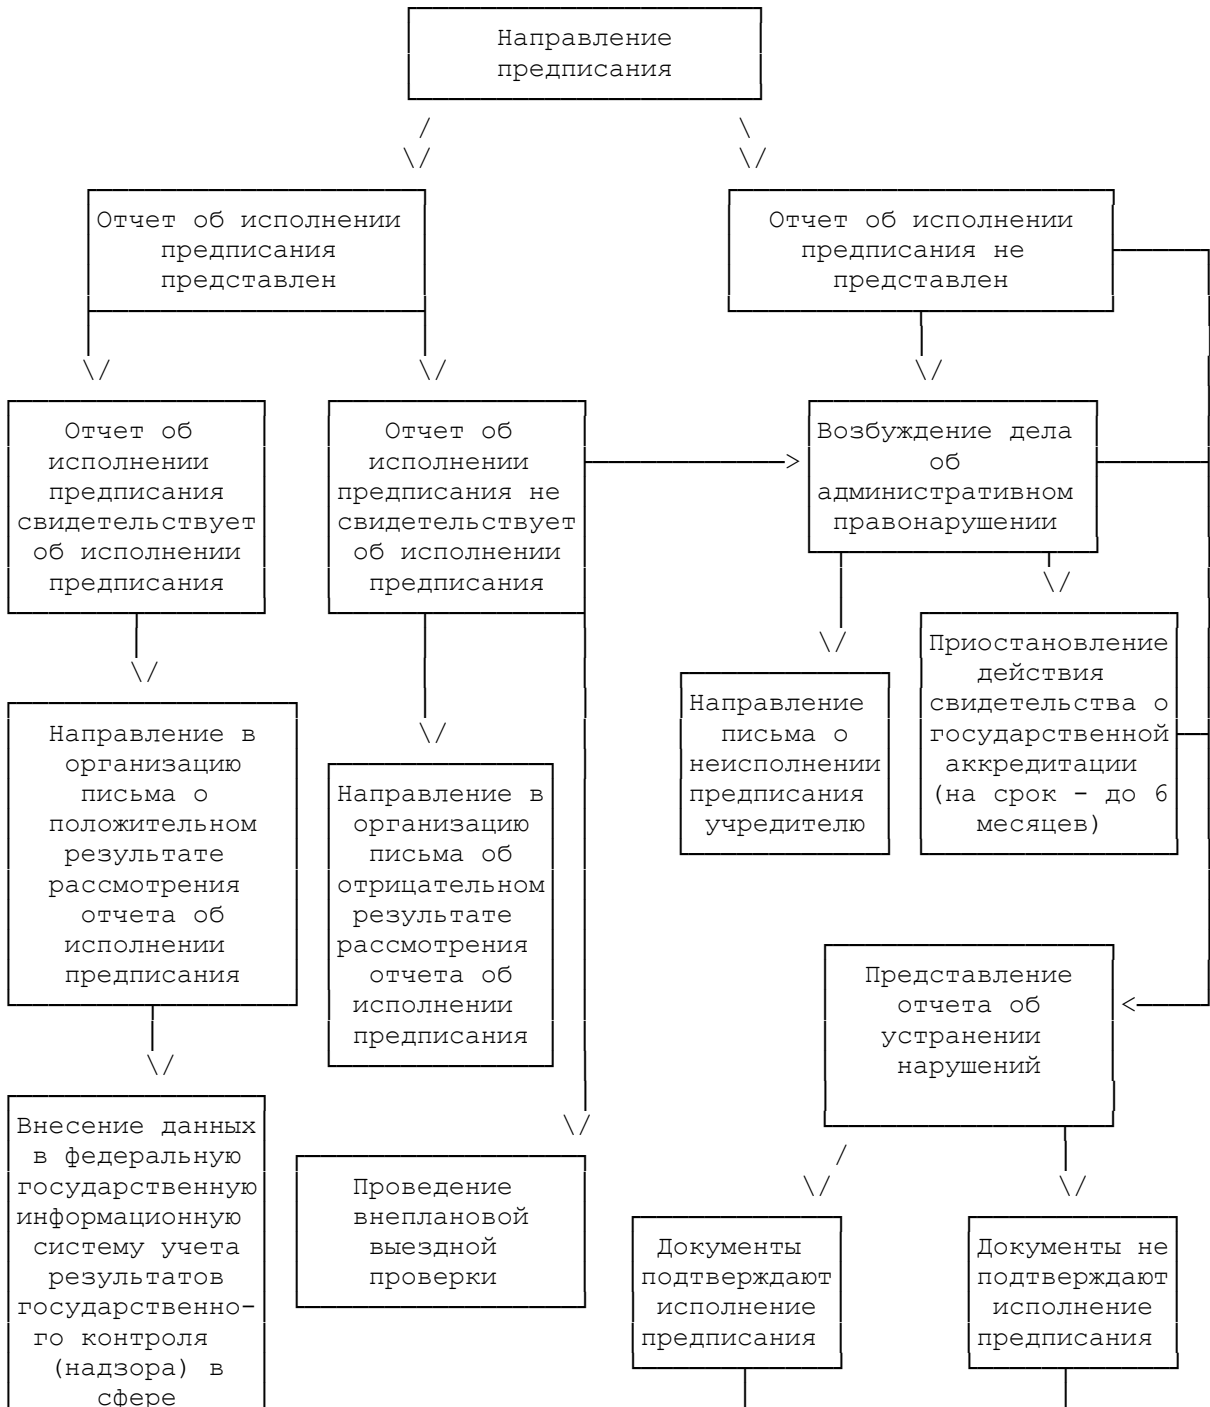 Направление
предписания
Отчет об исполнении
предписания
представлен
Отчет об исполнении
предписания не
представлен
Отчет об
исполнении
предписания
свидетельствует
об исполнении
предписания
Отчет об
исполнении
предписания не
свидетельствует
об исполнении
предписания
Возбуждение дела
об
административном
правонарушении
Направление в
организацию
письма о
положительном
результате
рассмотрения
отчета об
исполнении
предписания
Направление в
организацию
письма об
отрицательном
результате
рассмотрения
отчета об
исполнении
предписания
Направление
письма о
неисполнении
предписания
учредителю
Приостановление
действия
свидетельства о
государственной
аккредитации
(на срок - до 6
месяцев)
Представление
отчета об
устранении
нарушений
Внесение данных
в федеральную
государственную
информационную
систему учета
результатов
государственно-
го контроля
(надзора) в
сфере
Проведение
внеплановой
выездной
проверки
Документы
подтверждают
исполнение
предписания
Документы не
подтверждают
исполнение
предписания